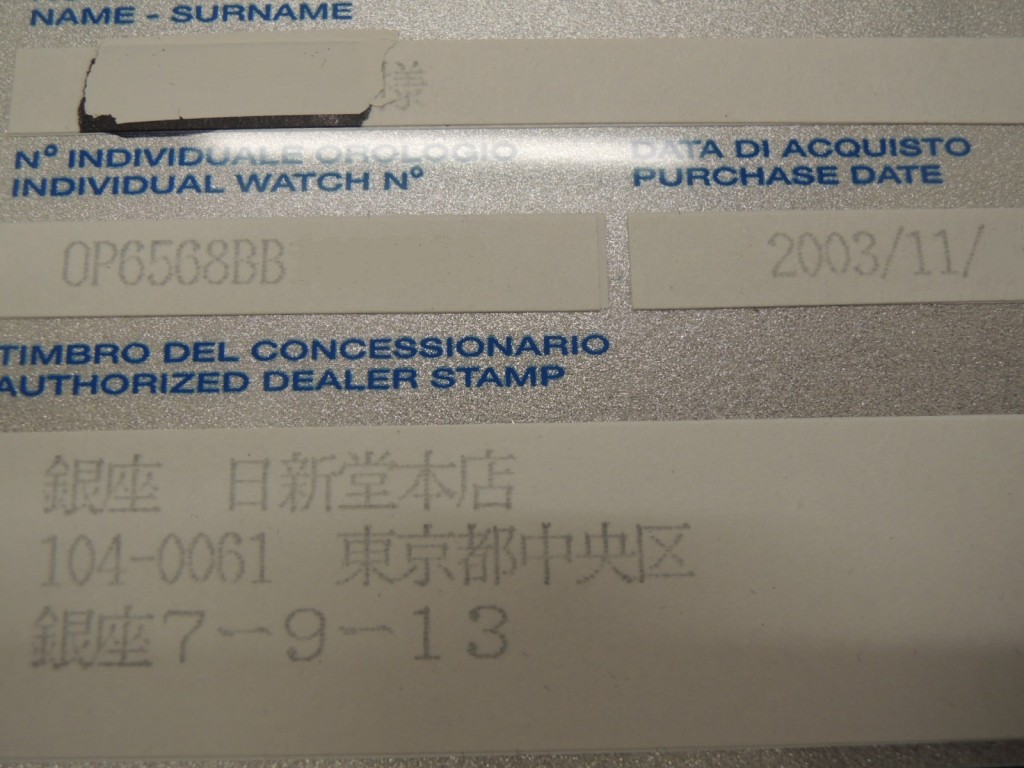 NAME - SURNAME
様
N° INDIVIDUALE OROLOGIO
INDIVIDUAL WATCH N°
DATA DI ACQUISTO
PURCHASE DATE
OP6568BB
2003/11/
TIMBRO DEL CONCESSIONARIO
AUTHORIZED DEALER STAMP
銀座　日新堂本店
104-0061　東京都中央区
銀座７－９－１３